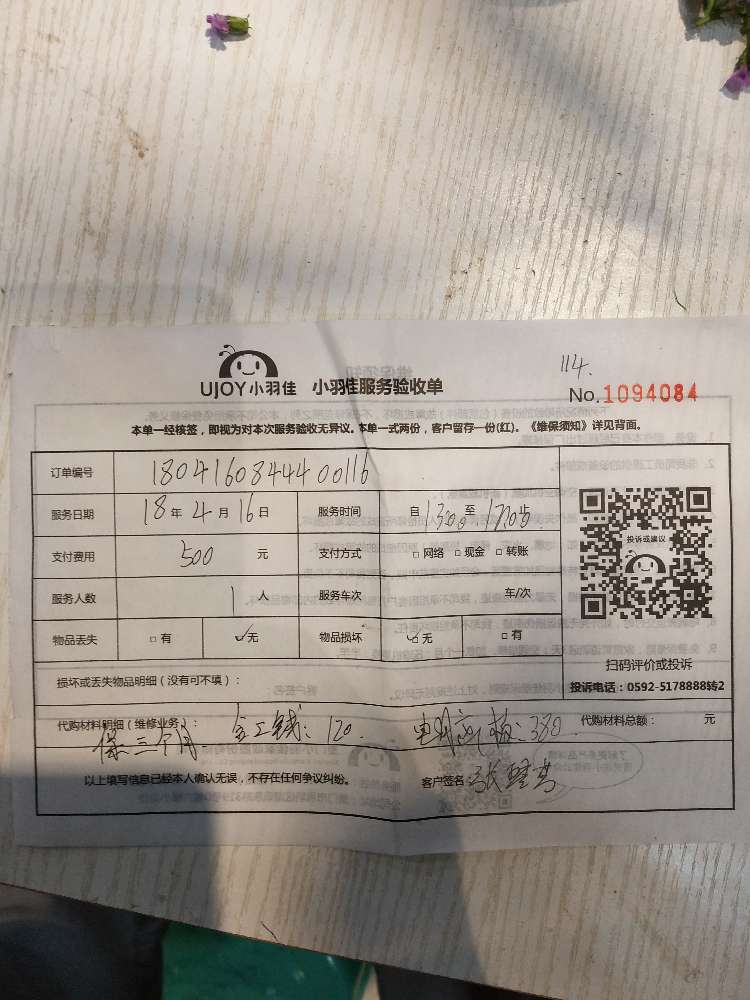 114.
UJOY小羽佳 小羽佳服务验收单
No.1094084
本单一经核签，即视为对本次服务验收无异议。本单一式两份，客户留存一份(红)。《维保须知》详见背面。
订单编号 1804160844400116
服务日期 18年4月16日 服务时间 自1300至1720步
支付费用 500 元 支付方式 □网络 □现金 □转账
服务人数 1 人 服务车次 车/次
物品丢失 □有 ✓无 物品损坏 ✓无 □有
投诉或建议
扫码评价或投诉
投诉电话：0592-5178888转2
损坏或丢失物品明细（没有可不填）：
代购材料明细（维修业务）： 工钱：120. 板：380 代购材料总额： 元
保三个月
以上填写信息已经本人确认无误，不存在任何争议纠纷。 客户签名：